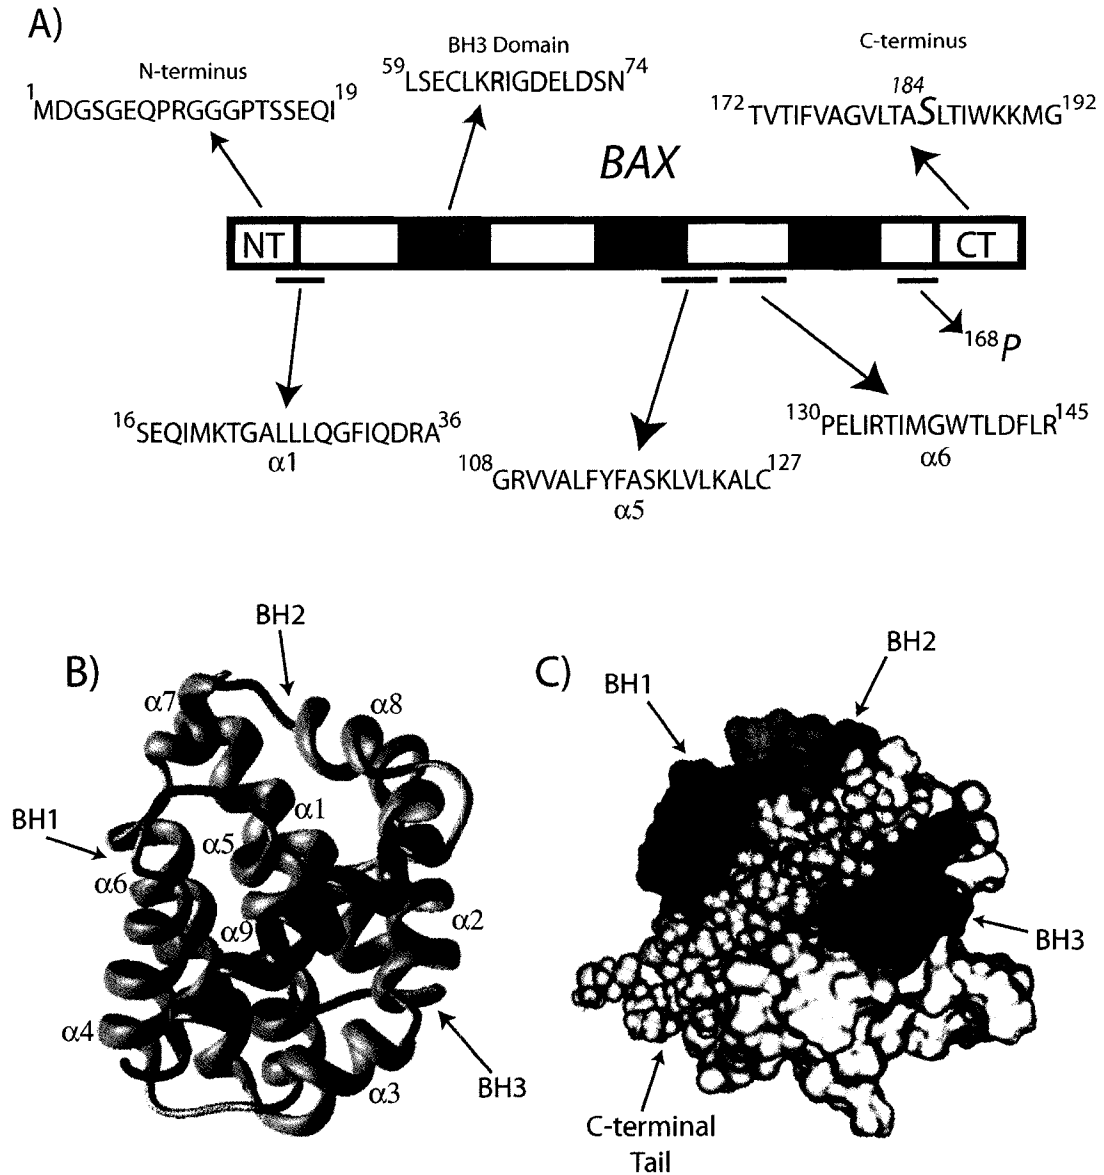 A)
N-terminus
1MDGSGEQPRGGGPTSSEQI19
BH3 Domain
59LSECLKRIGDELDSN74
C-terminus
184
172TVTIFVAGVLTASLTIWKKMG192
BAX
NT
CT
168P
16SEQIMKTGALLLQGFIQDRA36
α1
108GRVVALFYFASKLVLKALC127
α5
130PELIRTIMGWTLDFLR145
α6
B)
BH2
α7
α8
BH1
α1
α5
α6
α9
α2
α4
α3
BH3
C)
BH1
BH2
BH3
C-terminal
Tail